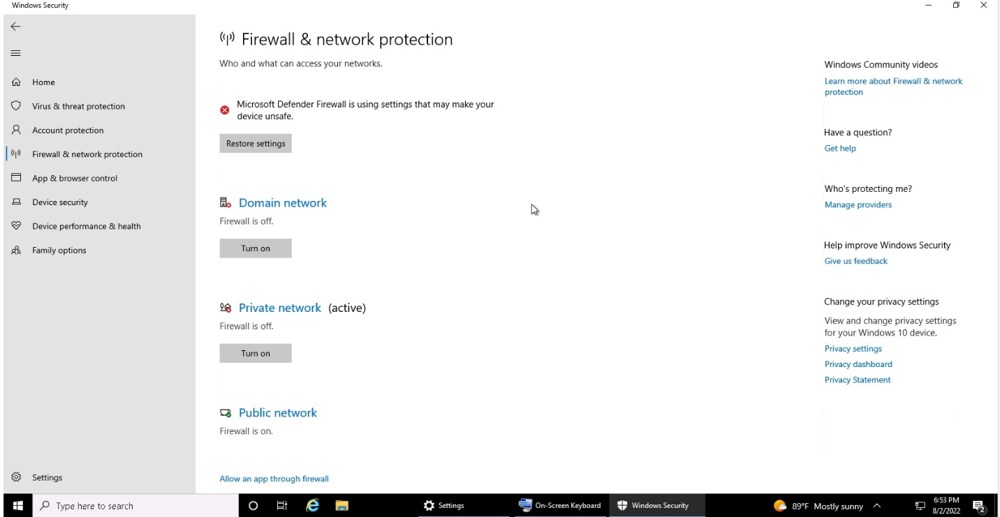 Windows Security
Home
Virus & threat protection
Account protection
Firewall & network protection
App & browser control
Device security
Device performance & health
Family options
Settings
Firewall & network protection
Who and what can access your networks.
Microsoft Defender Firewall is using settings that may make your
device unsafe.
Restore settings
Domain network
Firewall is off.
Turn on
Private network (active)
Firewall is off.
Turn on
Public network
Firewall is on.
Allow an app through firewall
Windows Community videos
Learn more about Firewall & network
protection
Have a question?
Get help
Who's protecting me?
Manage providers
Help improve Windows Security
Give us feedback
Change your privacy settings
View and change privacy settings
for your Windows 10 device.
Privacy settings
Privacy dashboard
Privacy Statement
Type here to search
Settings
On-Screen Keyboard
Windows Security
89°F Mostly sunny
6:53 PM
8/2/2022
2